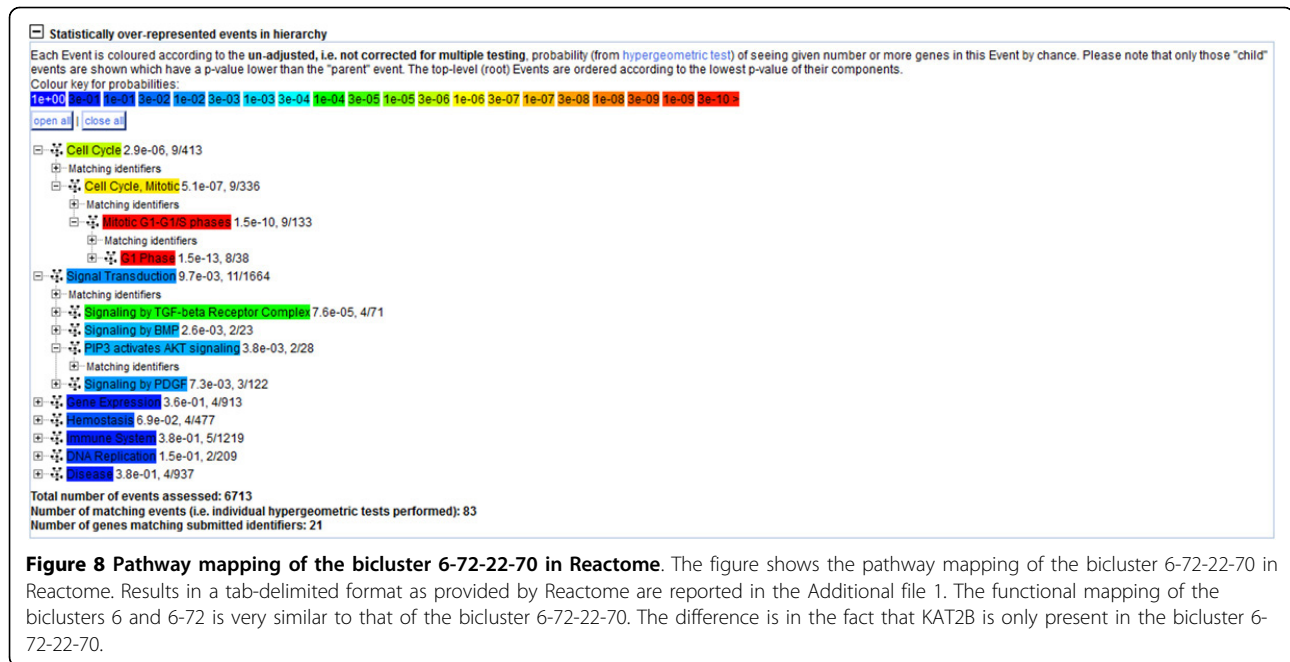 Statistically over-represented events in hierarchy
Each Event is coloured according to the un-adjusted, i.e. not corrected for multiple testing, probability (from hypergeometric test) of seeing given number or more genes in this Event by chance. Please note that only those "child"
events are shown which have a p-value lower than the "parent" event. The top-level (root) Events are ordered according to the lowest p-value of their components.
Colour key for probabilities:
1e+00 3e-01 1e-01 3e-02 1e-02 3e-03 1e-03 3e-04 1e-04 3e-05 1e-05 3e-06 1e-06 3e-07 1e-07 3e-08 1e-08 3e-09 1e-09 3e-10 >
open all | close all
Cell Cycle 2.9e-06, 9/413
Matching identifiers
Cell Cycle, Mitotic 5.1e-07, 9/336
Matching identifiers
Mitotic G1-G1/S phases 1.5e-10, 9/133
Matching identifiers
G1 Phase 1.5e-13, 8/38
Signal Transduction 9.7e-03, 11/1664
Matching identifiers
Signaling by TGF-beta Receptor Complex 7.6e-05, 4/71
Signaling by BMP 2.6e-03, 2/23
PIP3 activates AKT signaling 3.8e-03, 2/28
Matching identifiers
Signaling by PDGF 7.3e-03, 3/122
Gene Expression 3.6e-01, 4/913
Hemostasis 6.9e-02, 4/477
Immune System 3.8e-01, 5/1219
DNA Replication 1.5e-01, 2/209
Disease 3.8e-01, 4/937
Total number of events assessed: 6713
Number of matching events (i.e. individual hypergeometric tests performed): 83
Number of genes matching submitted identifiers: 21
Figure 8 Pathway mapping of the bicluster 6-72-22-70 in Reactome. The figure shows the pathway mapping of the bicluster 6-72-22-70 in
Reactome. Results in a tab-delimited format as provided by Reactome are reported in the Additional file 1. The functional mapping of the
biclusters 6 and 6-72 is very similar to that of the bicluster 6-72-22-70. The difference is in the fact that KAT2B is only present in the bicluster 6-
72-22-70.